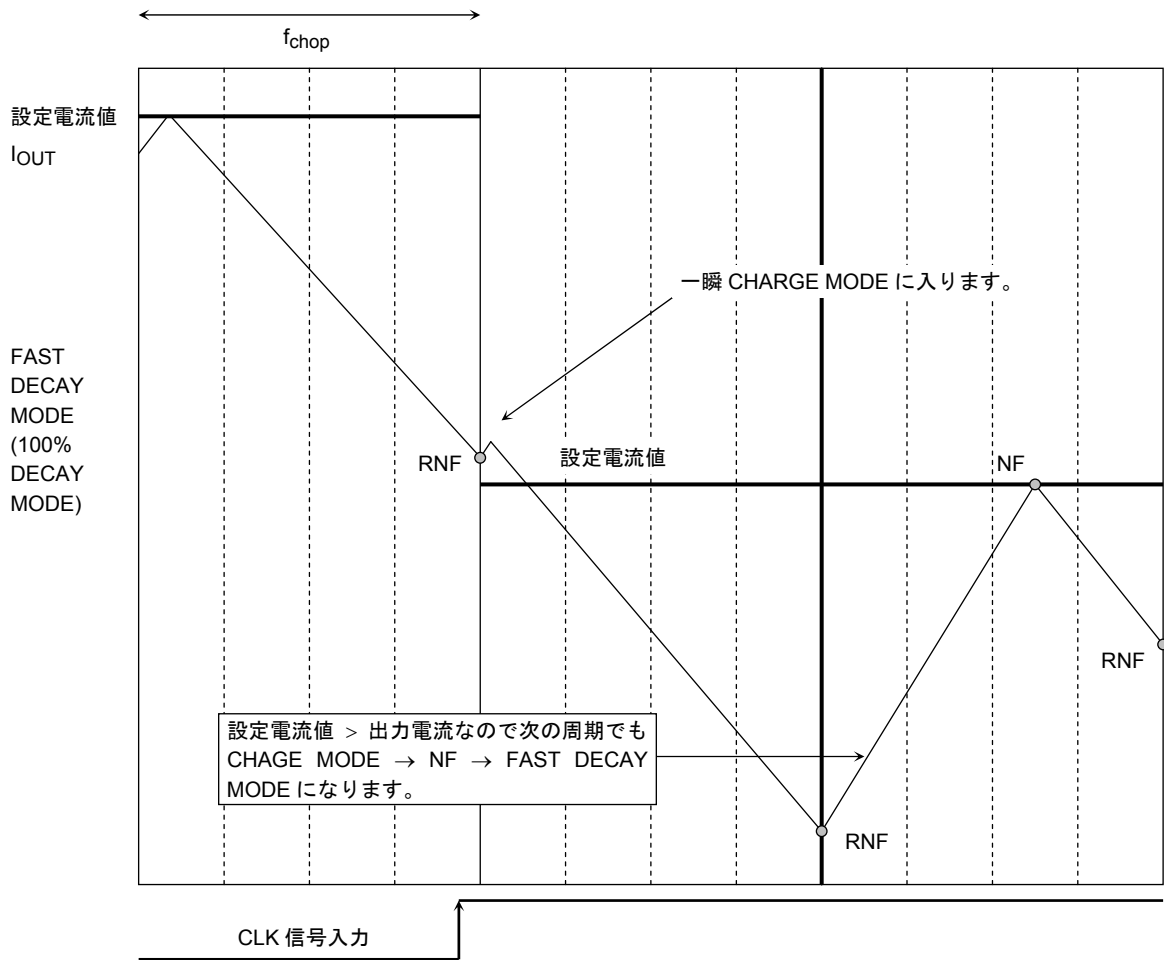 fchop
設定電流値
IOUT
一瞬 CHARGE MODE に入ります。
FAST
DECAY
MODE
(100%
DECAY
MODE)
RNF
設定電流値
NF
RNF
設定電流値 > 出力電流なので次の周期でも
CHAGE MODE → NF → FAST DECAY
MODE になります。
RNF
CLK 信号入力